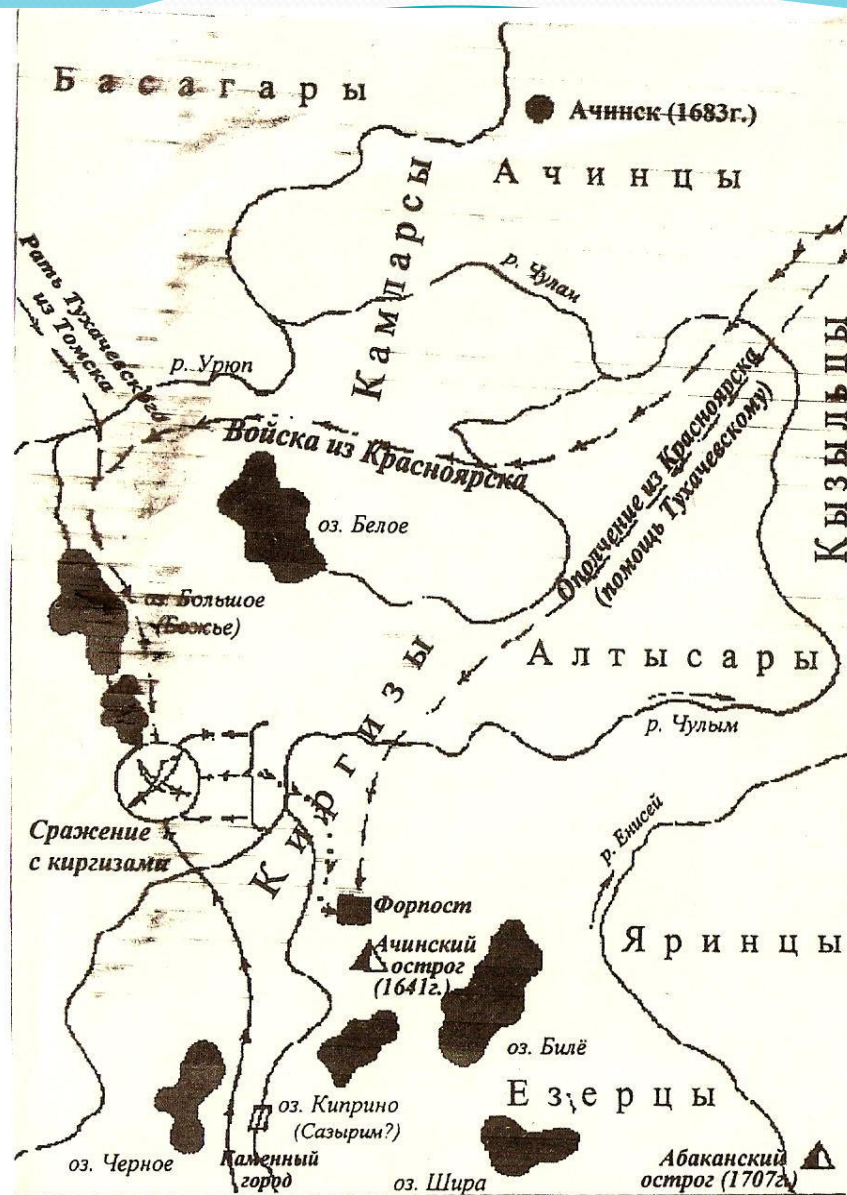 Басагары
Ачинск (1683г.)
Ачинцы
Камларсы
р. Чулам
Рать Тухачевского
из Томска
р. Урюп
Войска из Красноярска
Ополчение из Красноярска
(помощь Тухачевскому)
Кызыльцы
оз. Белое
оз. Большое
(Божье)
Алтысары
р. Чулым
Киргизы
Сражение
с киргизами
р. Енисей
Форпост
Ачинский
острог
(1641г.)
Яринцы
оз. Билё
Езерцы
оз. Киприно
(Сазырим?)
оз. Черное
Каменный
город
оз. Шира
Абаканский
острог (1707г.)